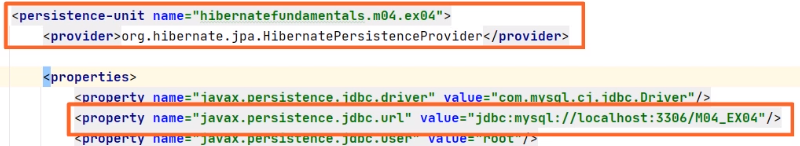 <persistence-unit name="hibernatefundamentals.m04.ex04">
<provider>org.hibernate.jpa.HibernatePersistenceProvider</provider>
<properties>
<property name="javax.persistence.jdbc.driver" value="com.mysql.cj.jdbc.Driver"/>
<property name="javax.persistence.jdbc.url" value="jdbc:mysql://localhost:3306/M04_EX04"/>
<property name="javax.persistence.jdbc.user" value="root"/>